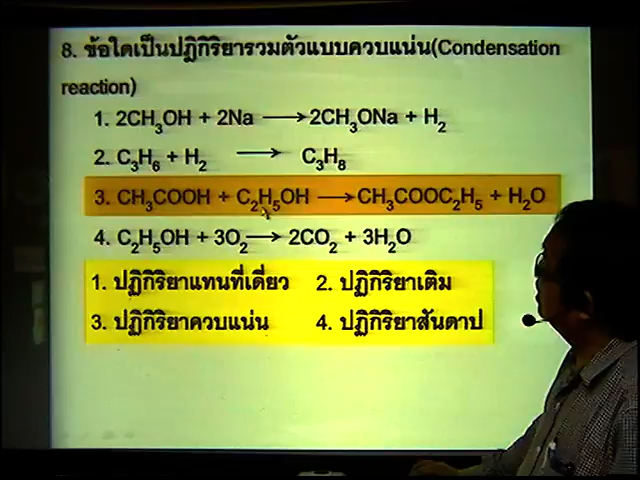 8. ข้อใดเป็นปฏิกิริยารวมตัวแบบควบแน่น(Condensation
reaction)
1. 2CH₃OH + 2Na ⟶ 2CH₃ONa + H₂
2. C₃H₆ + H₂ ⟶ C₃H₈
3. CH₃COOH + C₂H₅OH ⟶ CH₃COOC₂H₅ + H₂O
4. C₂H₅OH + 3O₂ ⟶ 2CO₂ + 3H₂O
1. ปฏิกิริยาแทนที่เดี่ยว 2. ปฏิกิริยาเติม
3. ปฏิกิริยาควบแน่น 4. ปฏิกิริยาสันดาป